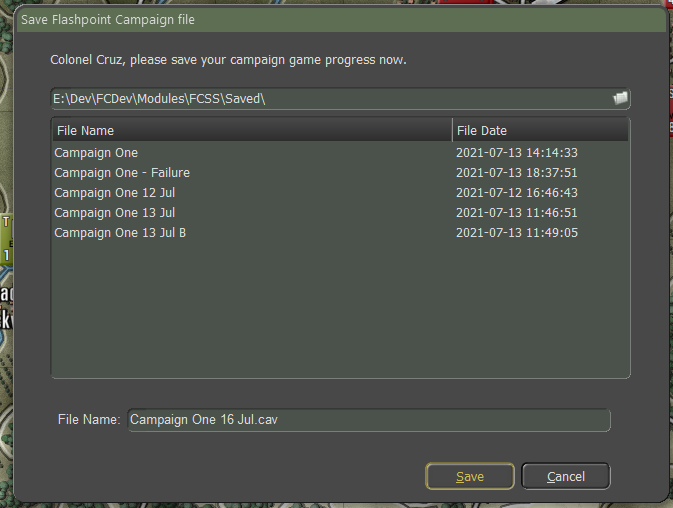 Save Flashpoint Campaign file
Colonel Cruz, please save your campaign game progress now.
E:\Dev\FCDev\Modules\FCSS\Saved\
File Name File Date
Campaign One 2021-07-13 14:14:33
Campaign One - Failure 2021-07-13 18:37:51
Campaign One 12 Jul 2021-07-12 16:46:43
Campaign One 13 Jul 2021-07-13 11:46:51
Campaign One 13 Jul B 2021-07-13 11:49:05
File Name: Campaign One 16 Jul.cav
Save Cancel